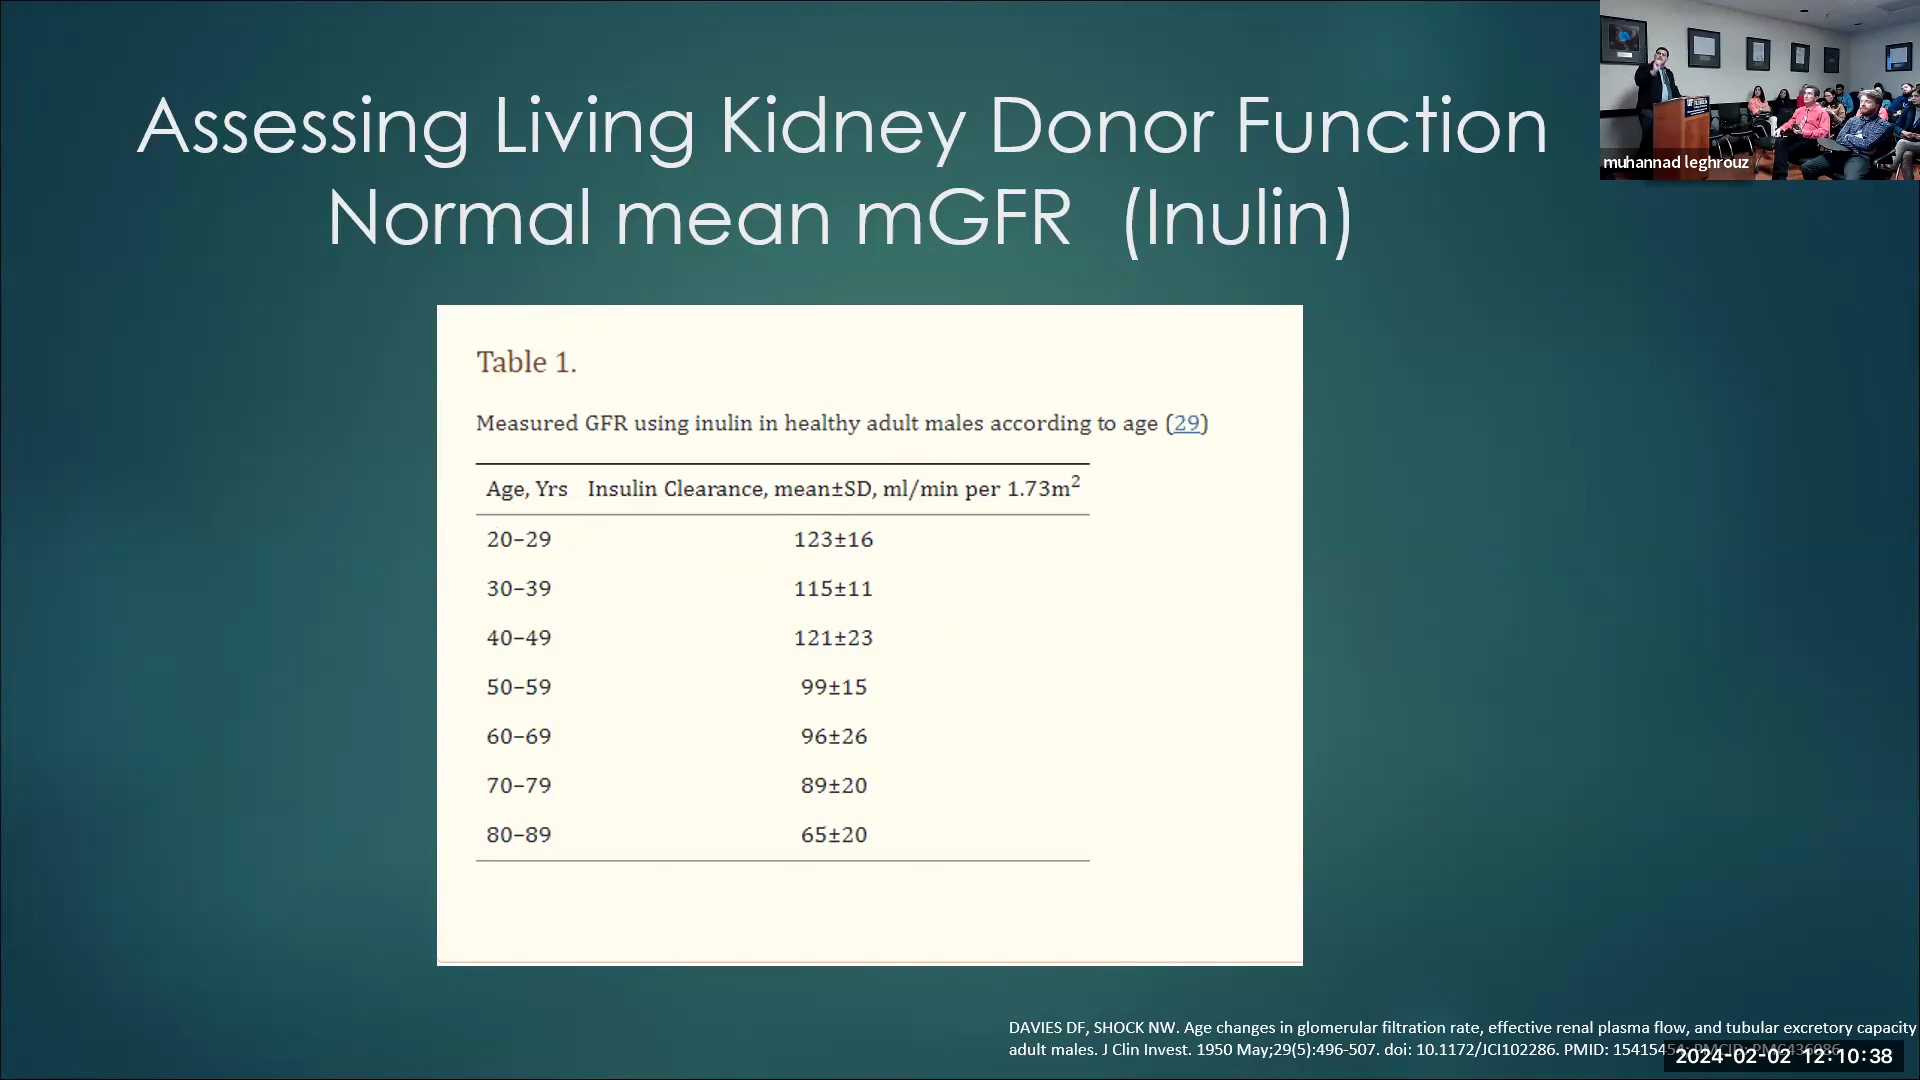 Assessing Living Kidney Donor Function
Normal mean mGFR (Inulin)
muhannad leghrouz
Table 1.
Measured GFR using inulin in healthy adult males according to age (29)
Age, Yrs Insulin Clearance, mean±SD, ml/min per 1.73m²
20–29 123±16
30–39 115±11
40–49 121±23
50–59 99±15
60–69 96±26
70–79 89±20
80–89 65±20
DAVIES DF, SHOCK NW. Age changes in glomerular filtration rate, effective renal plasma flow, and tubular excretory capacity
adult males. J Clin Invest. 1950 May;29(5):496-507. doi: 10.1172/JCI102286. PMID: 15415454; PMCID: PMC436086
2024-02-02 12:10:38